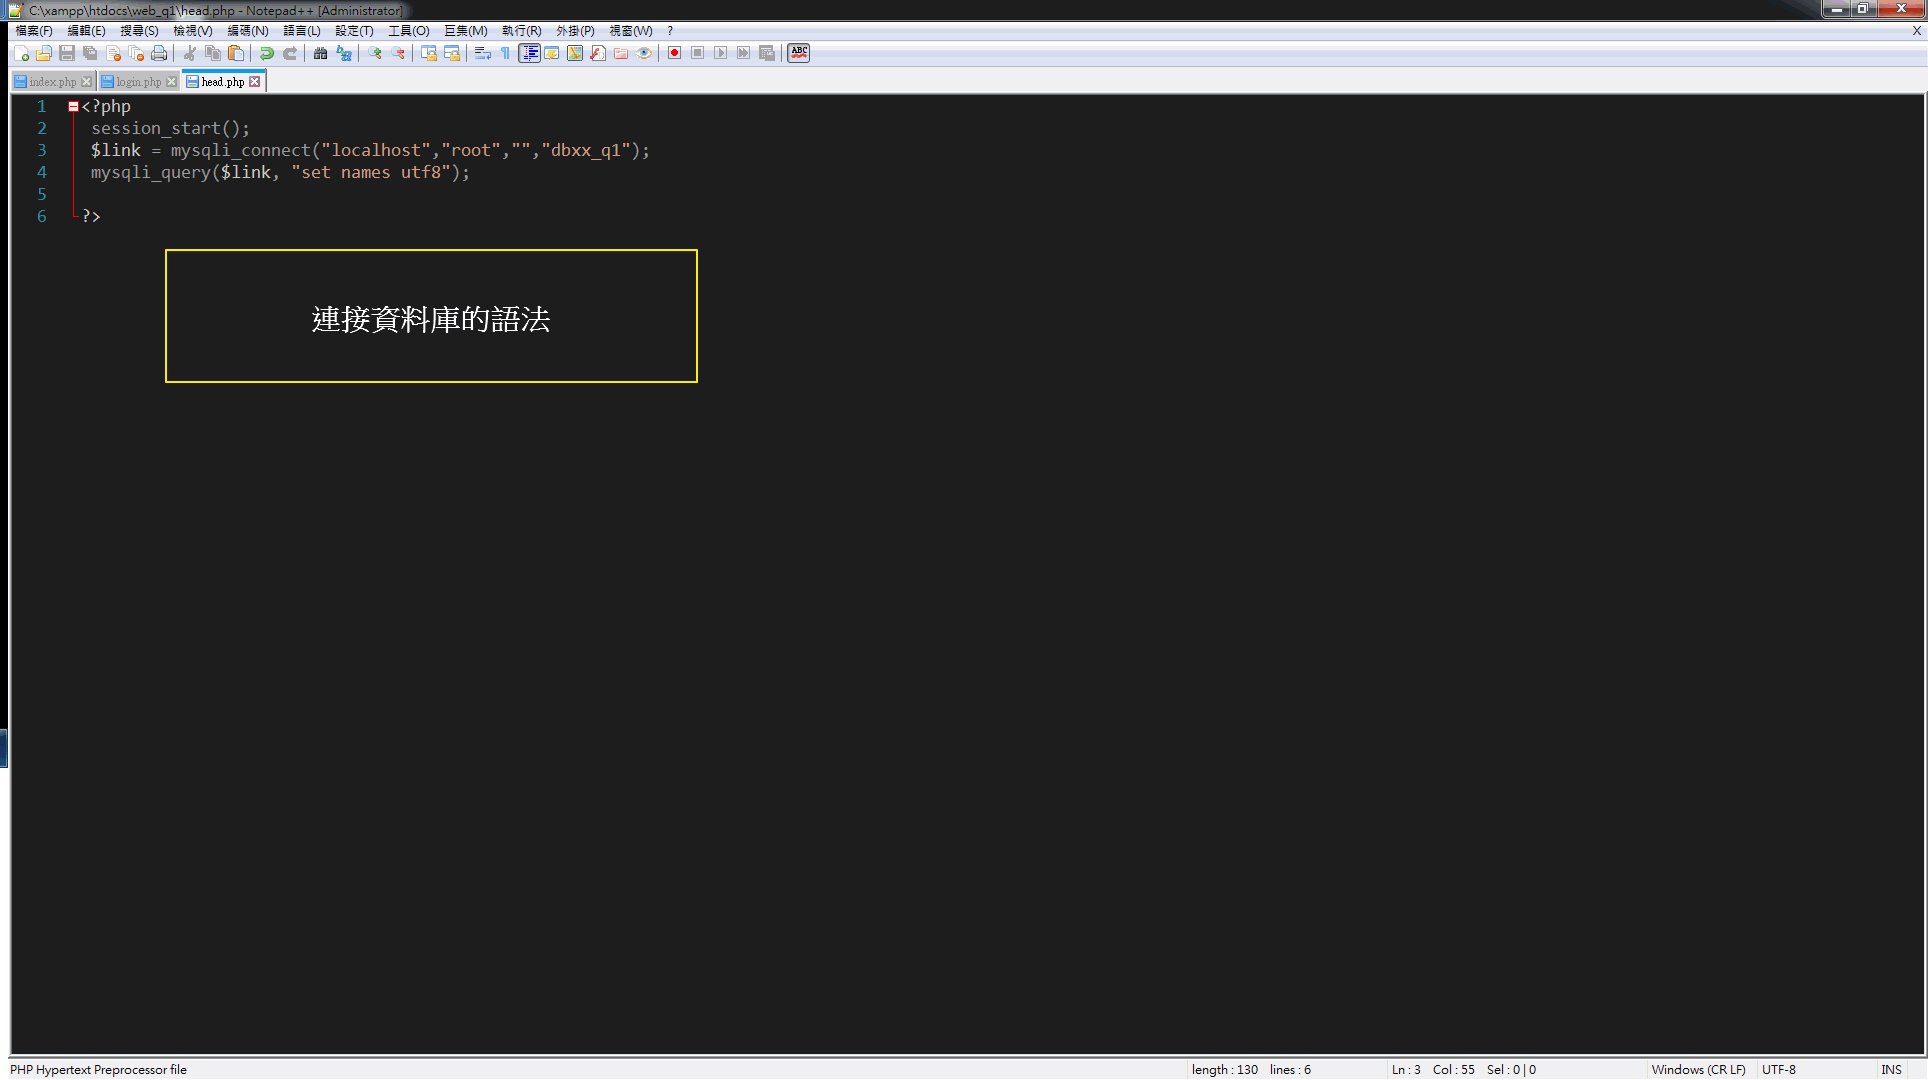 C:\xampp\htdocs\web_q1\head.php - Notepad++ [Administrator]
檔案(F) 編輯(E) 搜尋(S) 檢視(V) 編碼(N) 語言(L) 設定(T) 工具(O) 巨集(M) 執行(R) 外掛(P) 視窗(W) ? X
ABC
index.php login.php head.php
1 <?php
2 session_start();
3 $link = mysqli_connect("localhost","root","","dbxx_q1");
4 mysqli_query($link, "set names utf8");
5
6 ?>
連接資料庫的語法
PHP Hypertext Preprocessor file length : 130 lines : 6 Ln : 3 Col : 55 Sel : 0 | 0 Windows (CR LF) UTF-8 INS